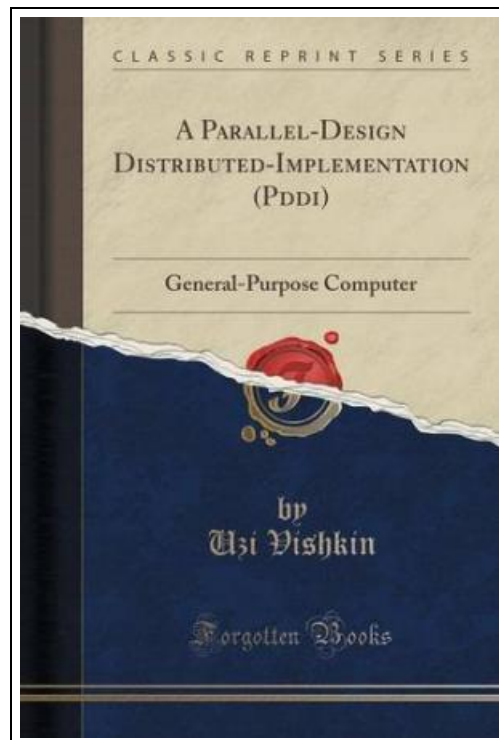 CLASSIC REPRINT SERIES
A PARALLEL-DESIGN
DISTRIBUTED-IMPLEMENTATION
(PDDI)
General-Purpose Computer
F
by
Uzi Vishkin
Forgotten Books